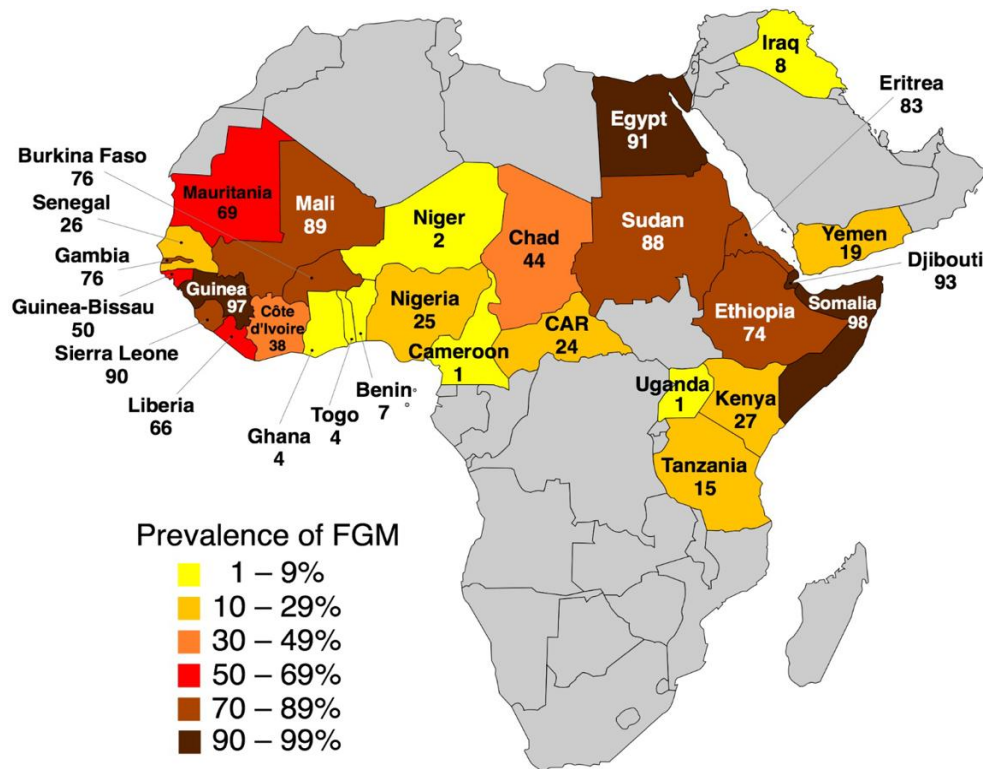 Iraq
8
Eritrea
83
Egypt
91
Burkina Faso
76
Mauritania
69
Mali
89
Senegal
26
Niger
2
Chad
44
Sudan
88
Yemen
19
Gambia
76
Djibouti
93
Guinea
97
Guinea-Bissau
50
Côte
d'Ivoire
38
Nigeria
25
Ethiopia
74
Somalia
98
CAR
24
Sierra Leone
90
Cameroon
1
Uganda
1
Kenya
27
Benin
7
Togo
4
Liberia
66
Ghana
4
Tanzania
15
Prevalence of FGM
1 – 9%
10 – 29%
30 – 49%
50 – 69%
70 – 89%
90 – 99%